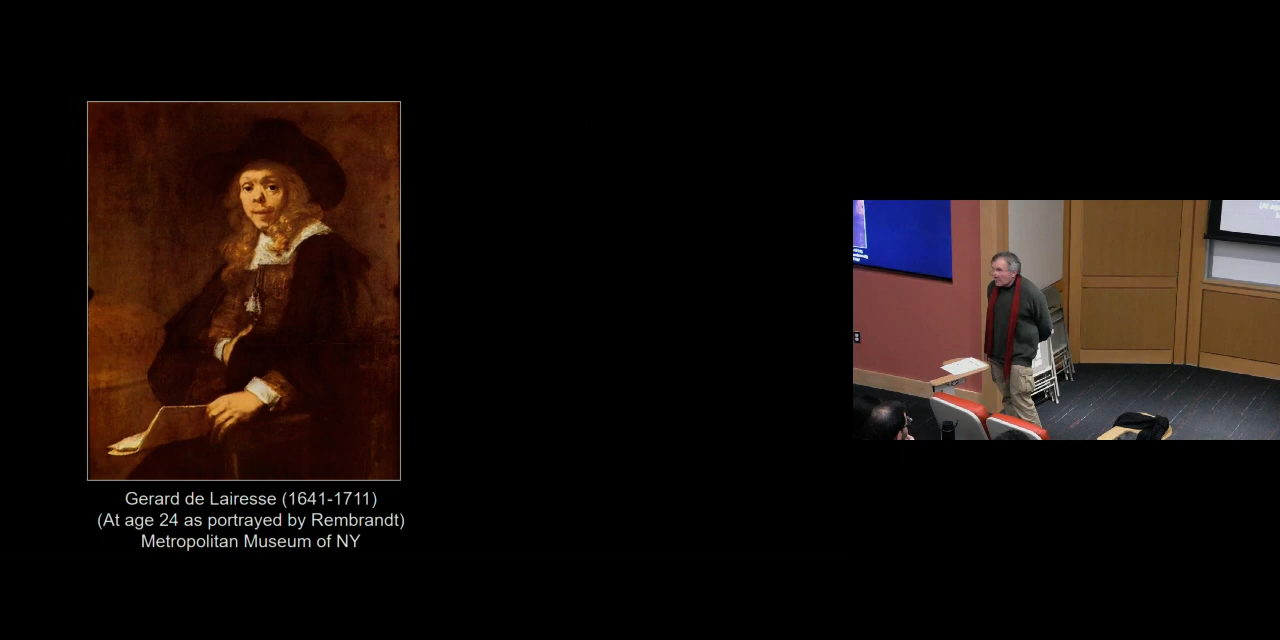 Gerard de Lairesse (1641-1711)
(At age 24 as portrayed by Rembrandt)
Metropolitan Museum of NY